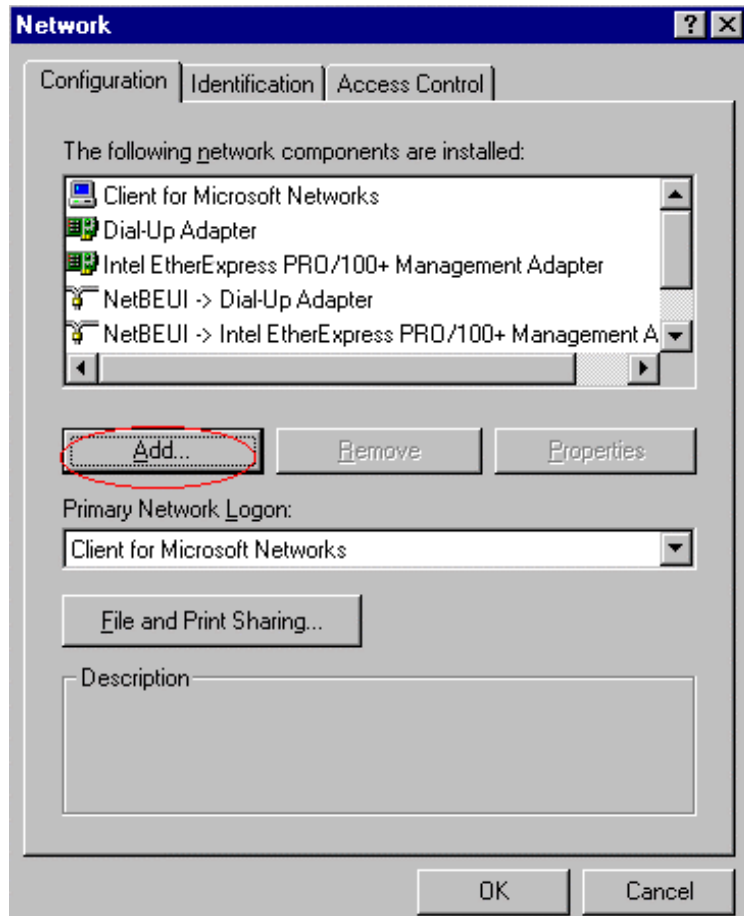 Network
Configuration Identification Access Control
The following network components are installed:
Client for Microsoft Networks
Dial-Up Adapter
Intel EtherExpress PRO/100+ Management Adapter
NetBEUI -> Dial-Up Adapter
NetBEUI -> Intel EtherExpress PRO/100+ Management A
Add... Remove Properties
Primary Network Logon:
Client for Microsoft Networks
File and Print Sharing...
Description
OK Cancel